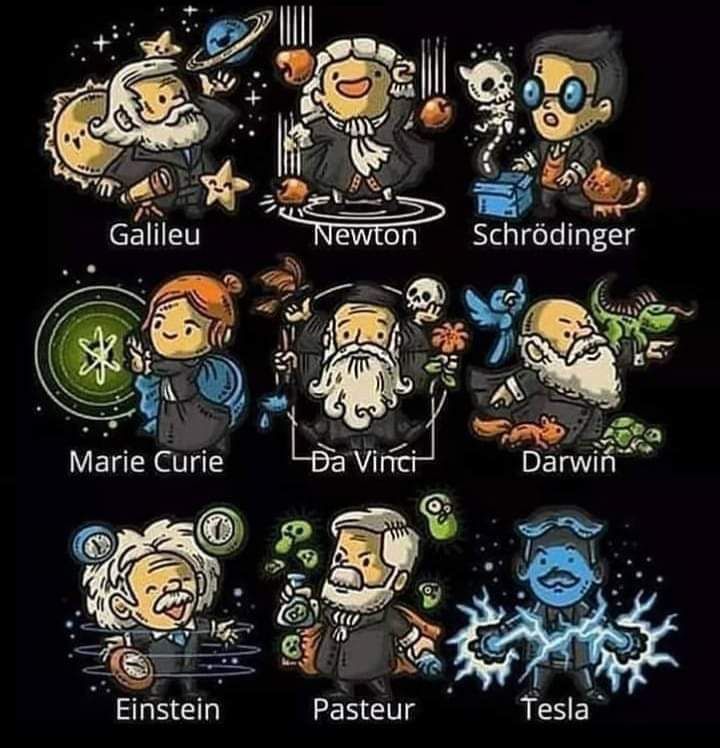 Galileu
Newton
Schrödinger
Marie Curie
Da Vinci
Darwin
Einstein
Pasteur
Tesla